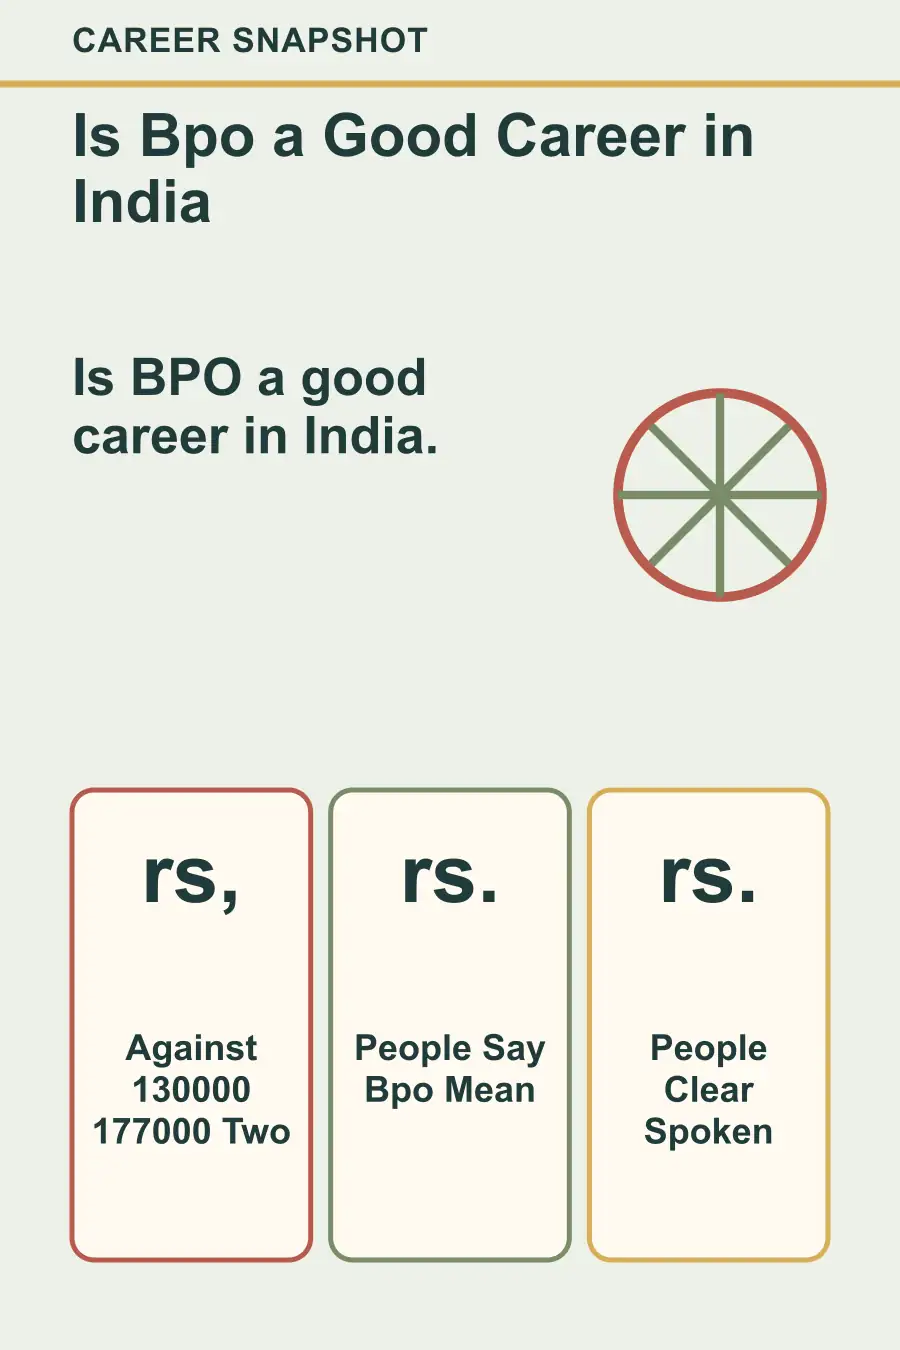 CAREER SNAPSHOT
Is Bpo a Good Career in
India
Is BPO a good
career in India.
rs,
Against
130000
177000 Two
rs.
People Say
Bpo Mean
rs.
People
Clear
Spoken